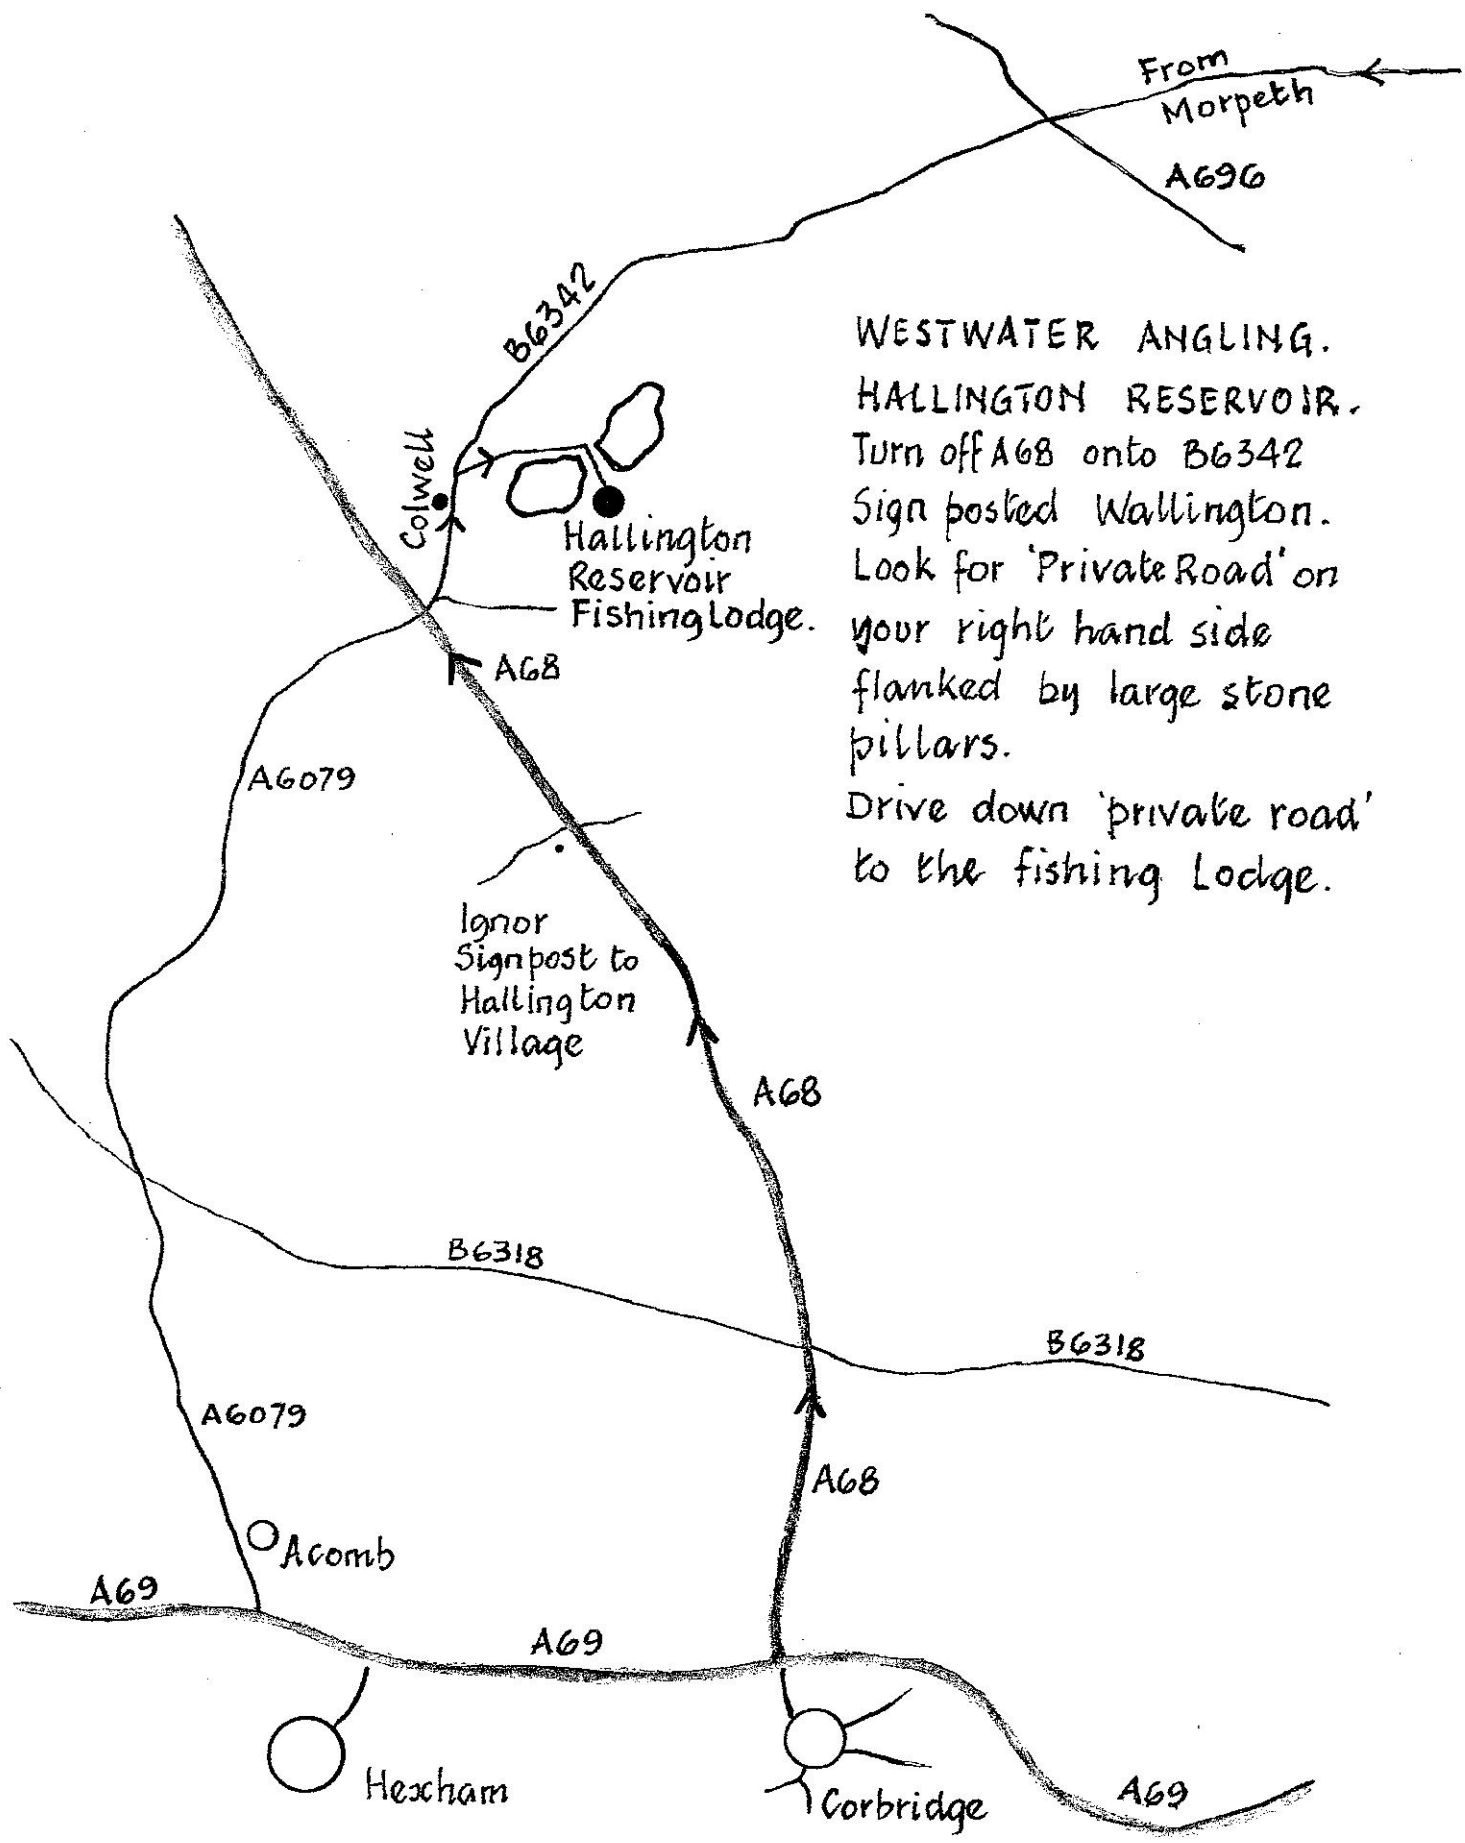 From
Morpeth
A696
B6342
WESTWATER ANGLING.
HALLINGTON RESERVOIR.
Turn off A68 onto B6342
Sign posted Wallington.
Look for 'Private Road' on
your right hand side
flanked by large stone
pillars.
Drive down 'private road'
to the fishing Lodge.
Colwell
Hallington
Reservoir
Fishing Lodge.
A68
A6079
Ignor
Signpost to
Hallington
Village
A68
B6318
B6318
A6079
A68
Acomb
A69
A69
Hexham
Corbridge
A69